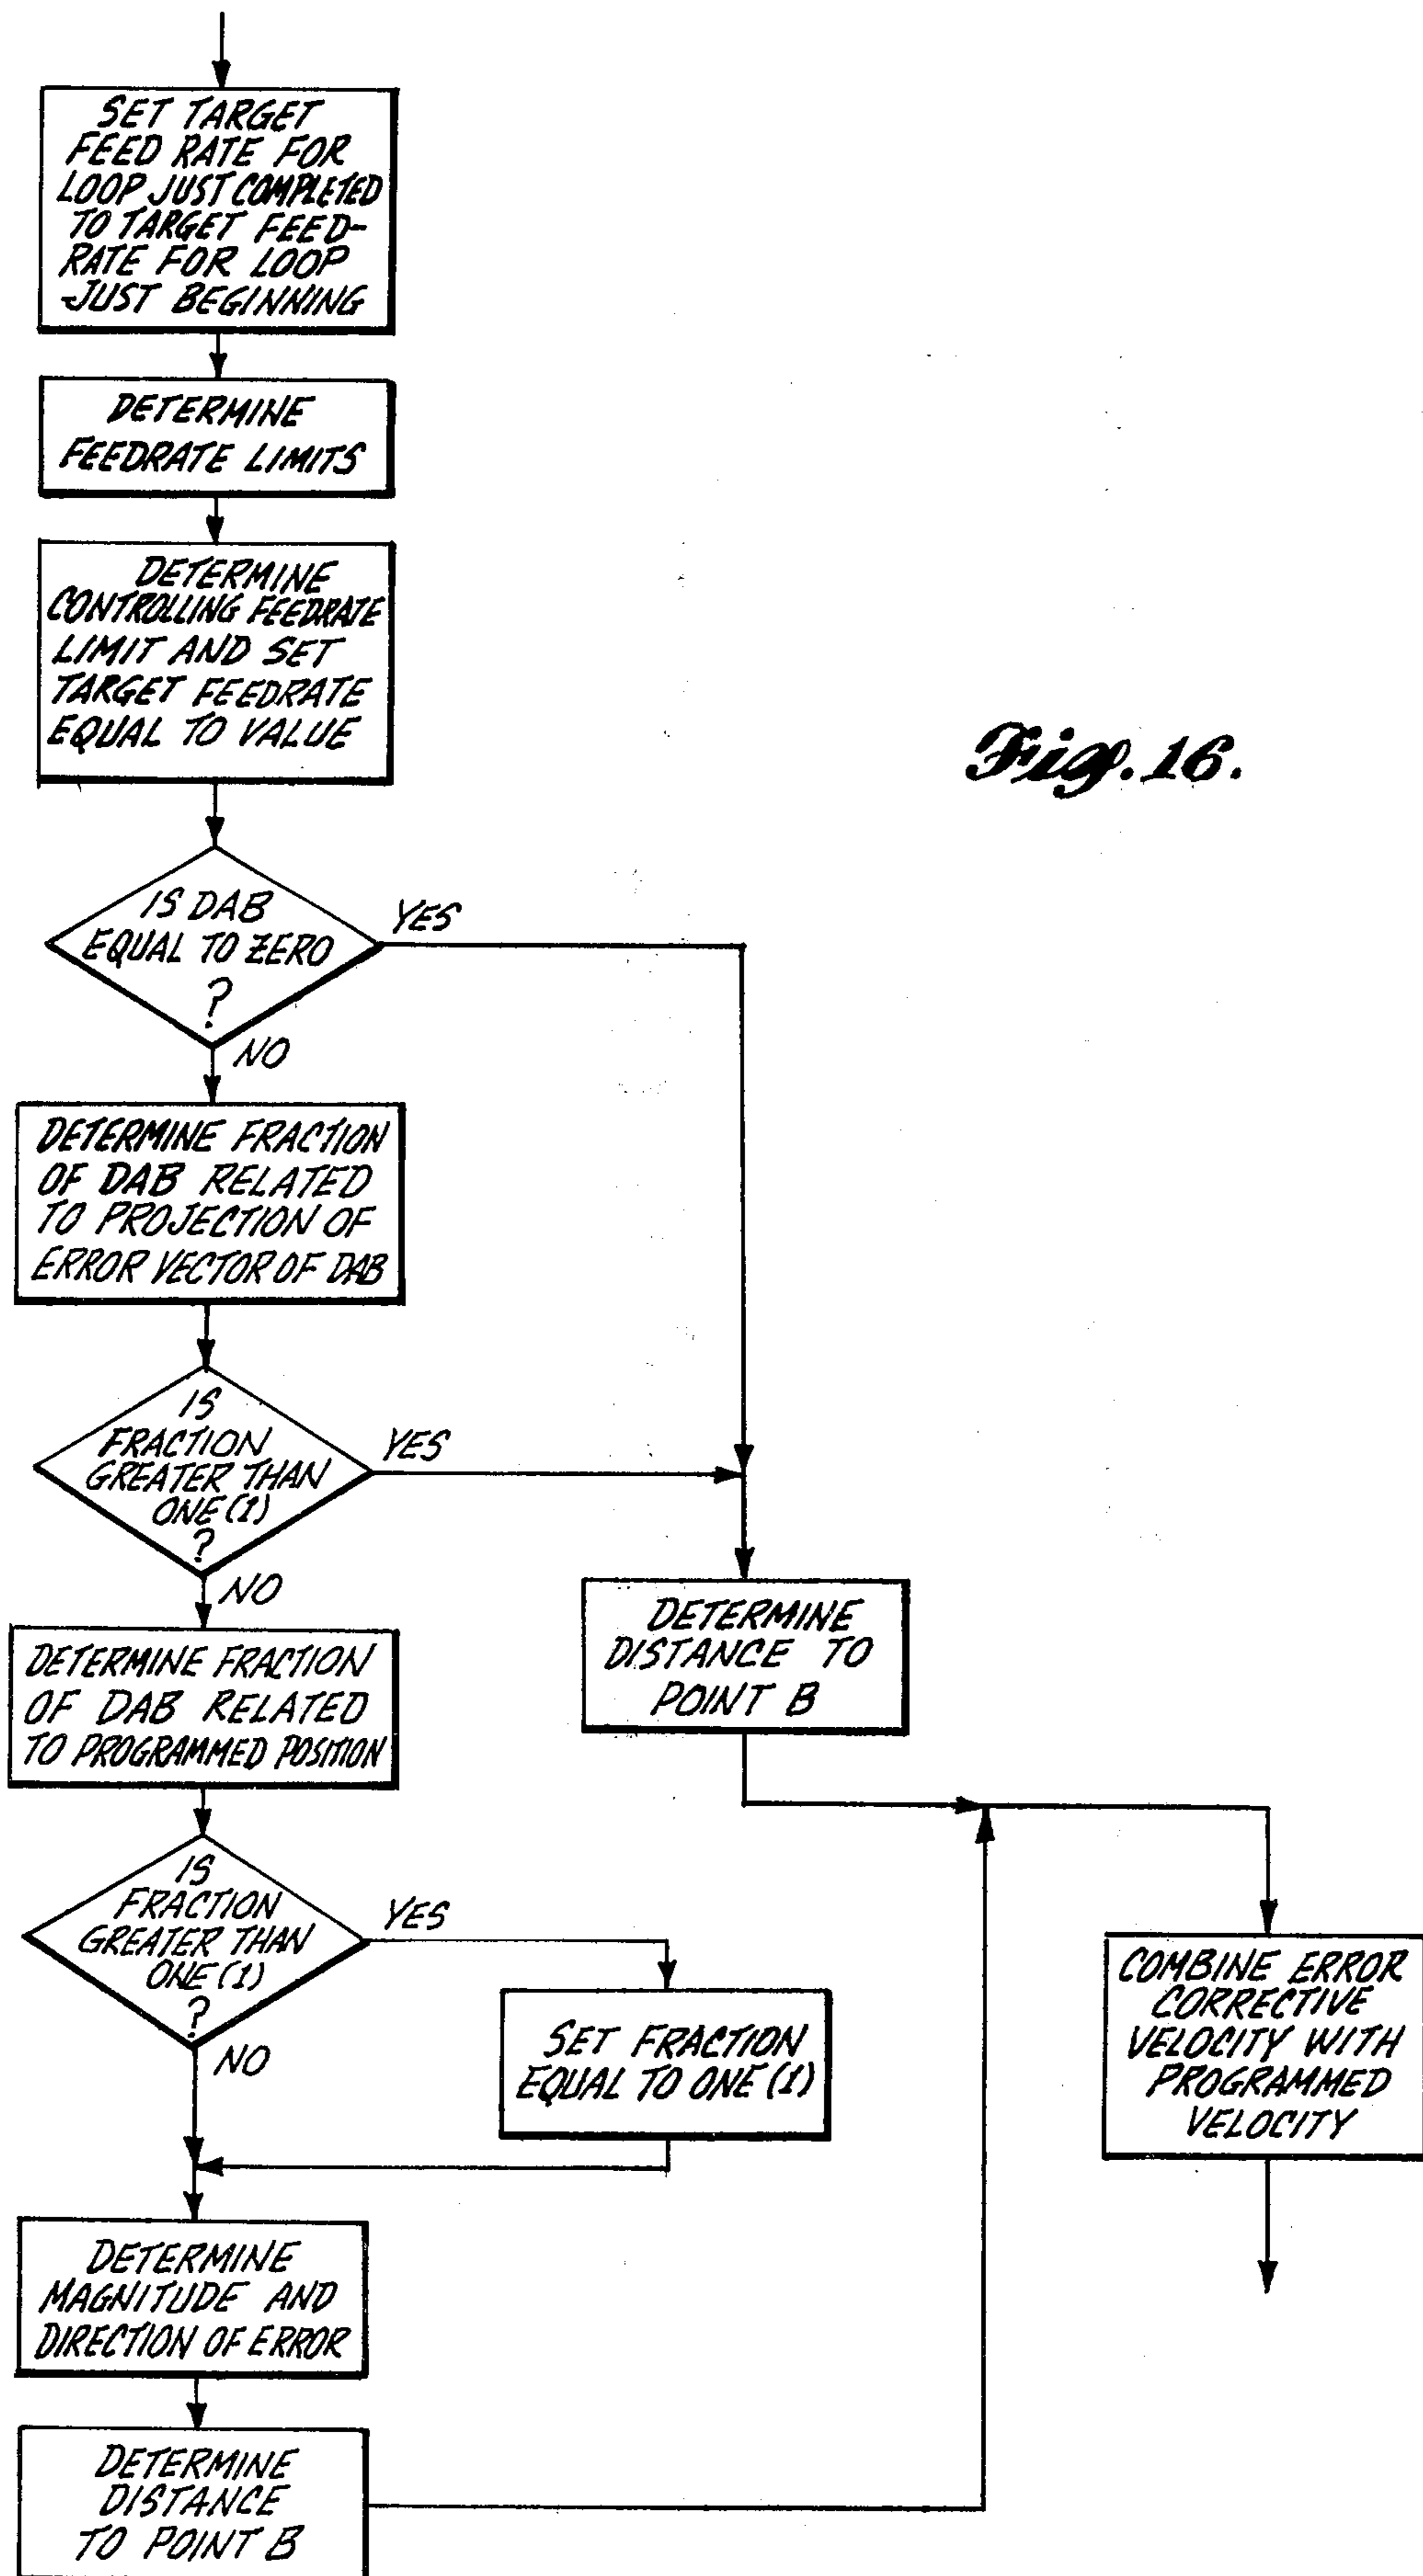 SET TARGET
FEED RATE FOR
LOOP JUST COMPLETED
TO TARGET FEED-
RATE FOR LOOP
JUST BEGINNING
DETERMINE
FEEDRATE LIMITS
DETERMINE
CONTROLLING FEEDRATE
LIMIT AND SET
TARGET FEEDRATE
EQUAL TO VALUE
Fig. 16.
IS DAB
EQUAL TO ZERO
?
YES
NO
DETERMINE FRACTION
OF DAB RELATED
TO PROJECTION OF
ERROR VECTOR OF DAB
IS
FRACTION
GREATER THAN
ONE (1)
?
YES
NO
DETERMINE
DISTANCE TO
POINT B
DETERMINE FRACTION
OF DAB RELATED
TO PROGRAMMED POSITION
IS
FRACTION
GREATER THAN
ONE (1)
?
YES
NO
SET FRACTION
EQUAL TO ONE (1)
COMBINE ERROR
CORRECTIVE
VELOCITY WITH
PROGRAMMED
VELOCITY
DETERMINE
MAGNITUDE AND
DIRECTION OF ERROR
DETERMINE
DISTANCE
TO POINT B